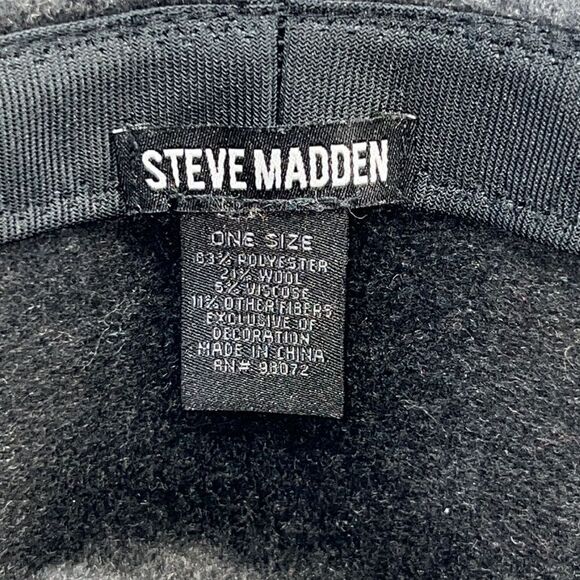 STEVE MADDEN
ONE SIZE
63% POLYESTER
21% WOOL
5% VISCOSE
11% OTHER FIBERS
EXCLUSIVE OF
DECORATION
MADE IN CHINA
RN# 98072